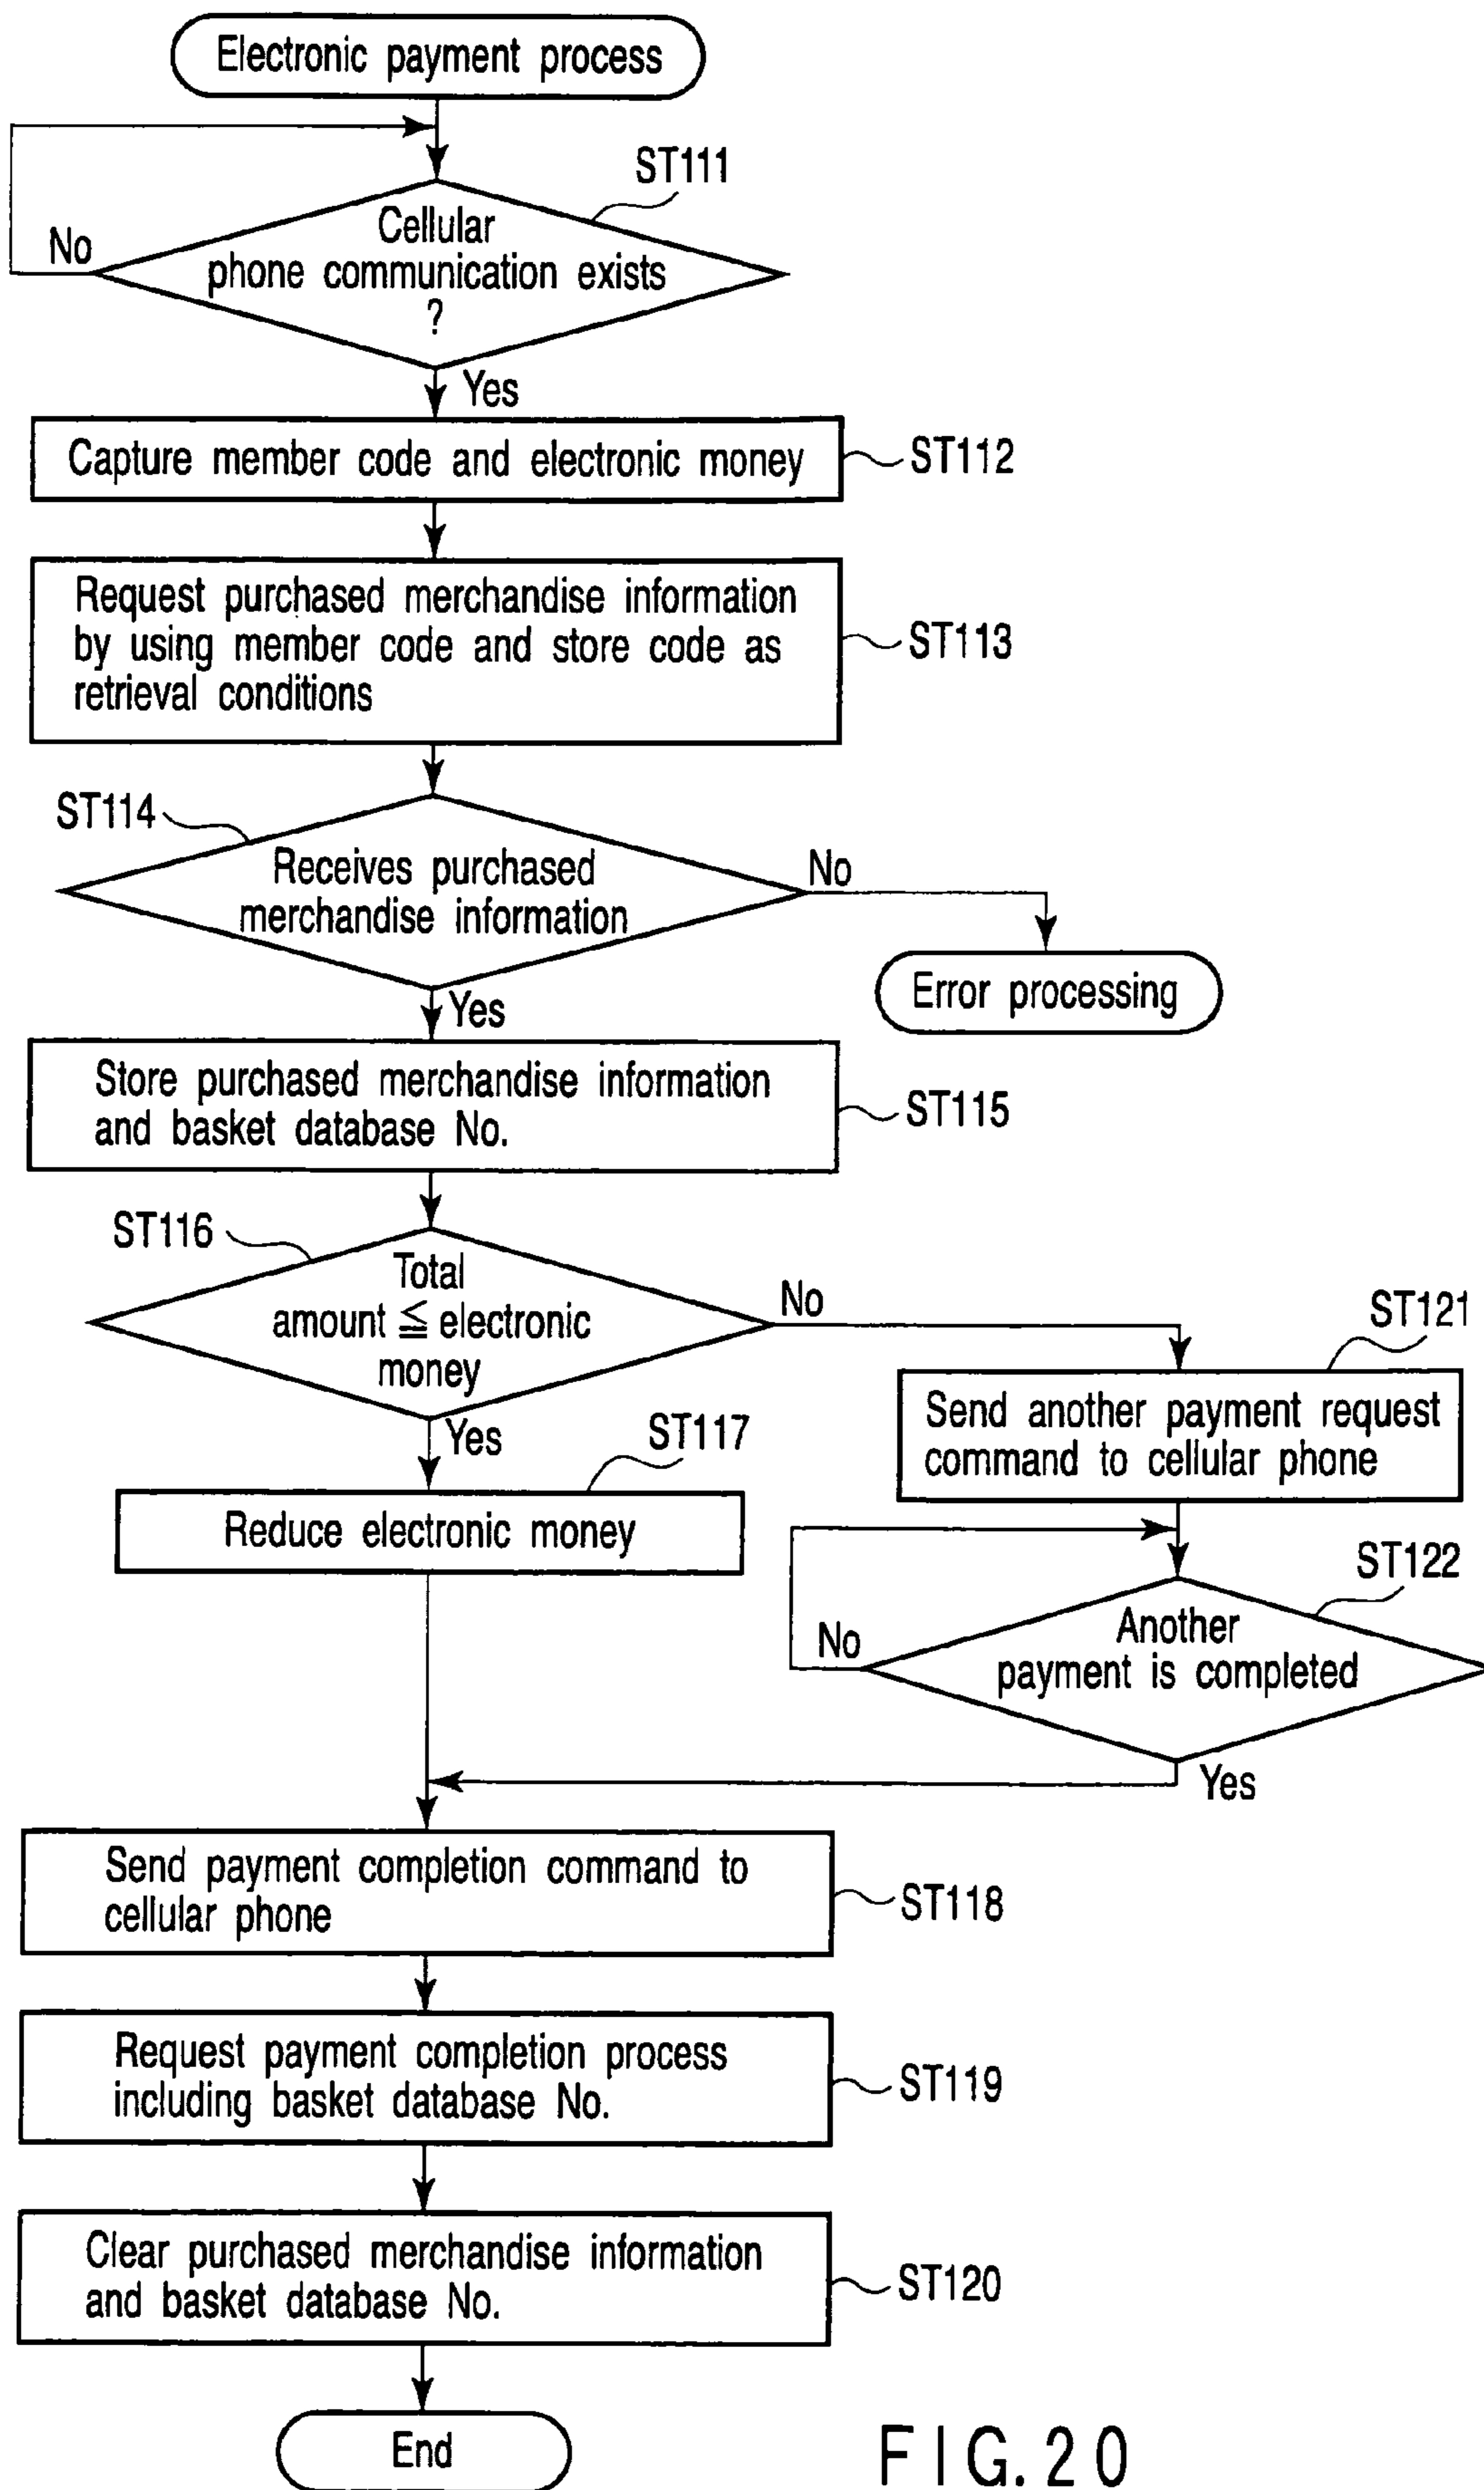 Electronic payment process
ST111
Cellular
phone communication exists
?
No
Yes
Capture member code and electronic money
ST112
Request purchased merchandise information
by using member code and store code as
retrieval conditions
ST113
ST114
Receives purchased
merchandise information
No
Error processing
Yes
Store purchased merchandise information
and basket database No.
ST115
ST116
Total
amount ≦ electronic
money
No
ST121
Send another payment request
command to cellular phone
Yes
ST117
Reduce electronic money
ST122
Another
payment is completed
No
Yes
Send payment completion command to
cellular phone
ST118
Request payment completion process
including basket database No.
ST119
Clear purchased merchandise information
and basket database No.
ST120
End
FIG.20